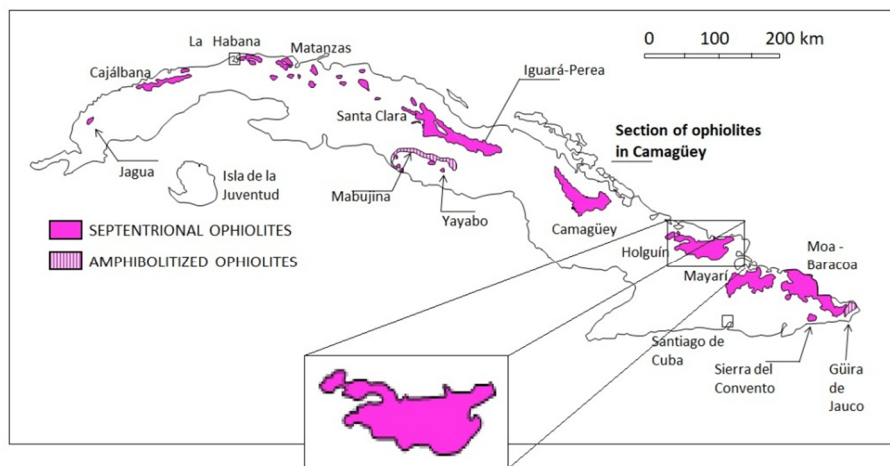 La Habana
Matanzas
Cajálbana
0 100 200 km
Iguará-Perea
Santa Clara
Section of ophiolites
in Camagüey
Jagua
Isla de la
Juventud
Mabujina
Yayabo
Camagüey
SEPTENTRIONAL OPHIOLITES
AMPHIBOLITIZED OPHIOLITES
Holguín
Moa -
Baracoa
Mayarí
Santiago de
Cuba
Sierra del
Convento
Güira
de
Jauco